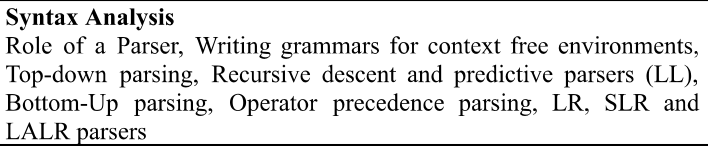 Syntax Analysis
Role of a Parser, Writing grammars for context free environments,
Top-down parsing, Recursive descent and predictive parsers (LL),
Bottom-Up parsing, Operator precedence parsing, LR, SLR and
LALR parsers